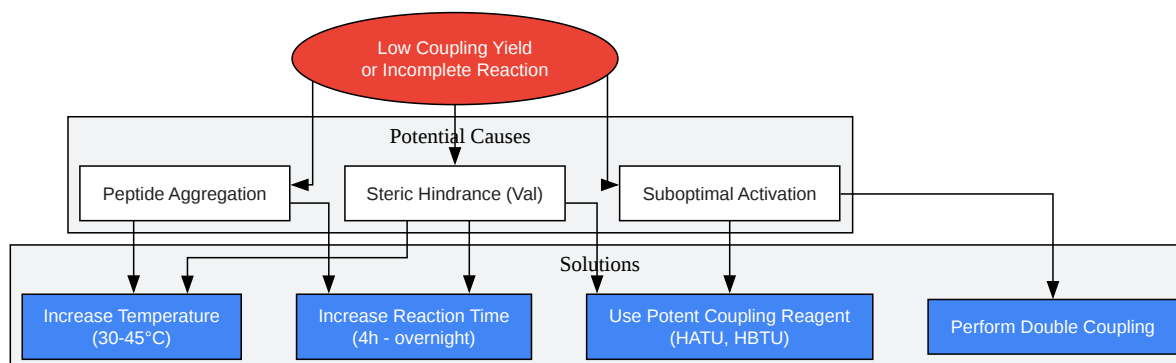 Low Coupling Yield
or Incomplete Reaction
Potential Causes
Peptide Aggregation
Steric Hindrance (Val)
Suboptimal Activation
Solutions
Increase Temperature
(30-45°C)
Increase Reaction Time
(4h - overnight)
Use Potent Coupling Reagent
(HATU, HBTU)
Perform Double Coupling